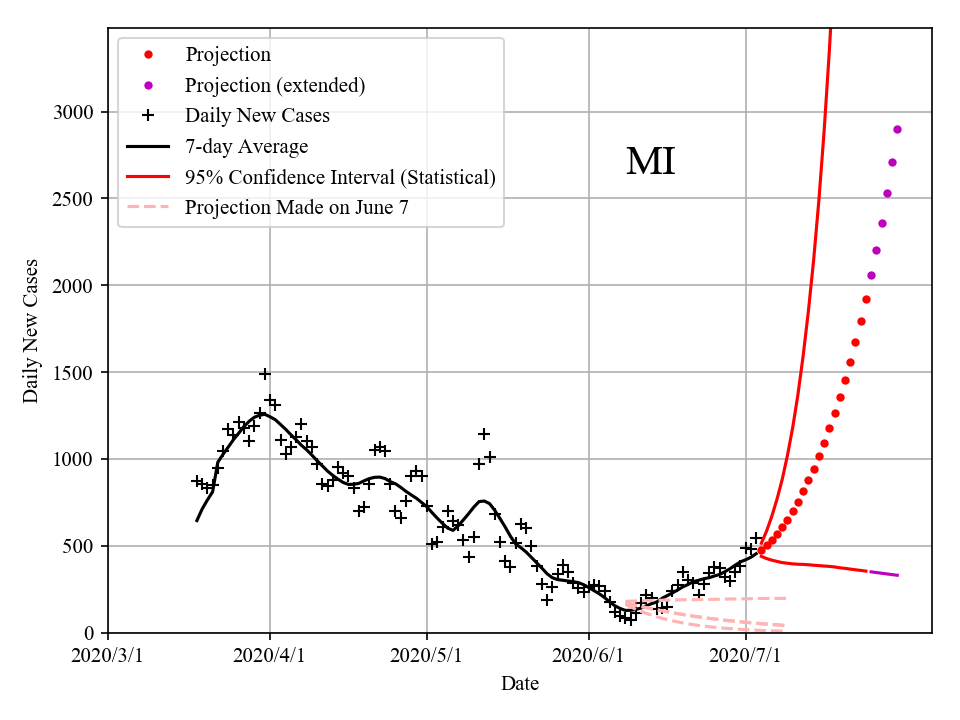 Projection
Projection (extended)
Daily New Cases
7-day Average
95% Confidence Interval (Statistical)
Projection Made on June 7
MI
3000
2500
2000
1500
1000
500
0
Daily New Cases
2020/3/1 2020/4/1 2020/5/1 2020/6/1 2020/7/1
Date